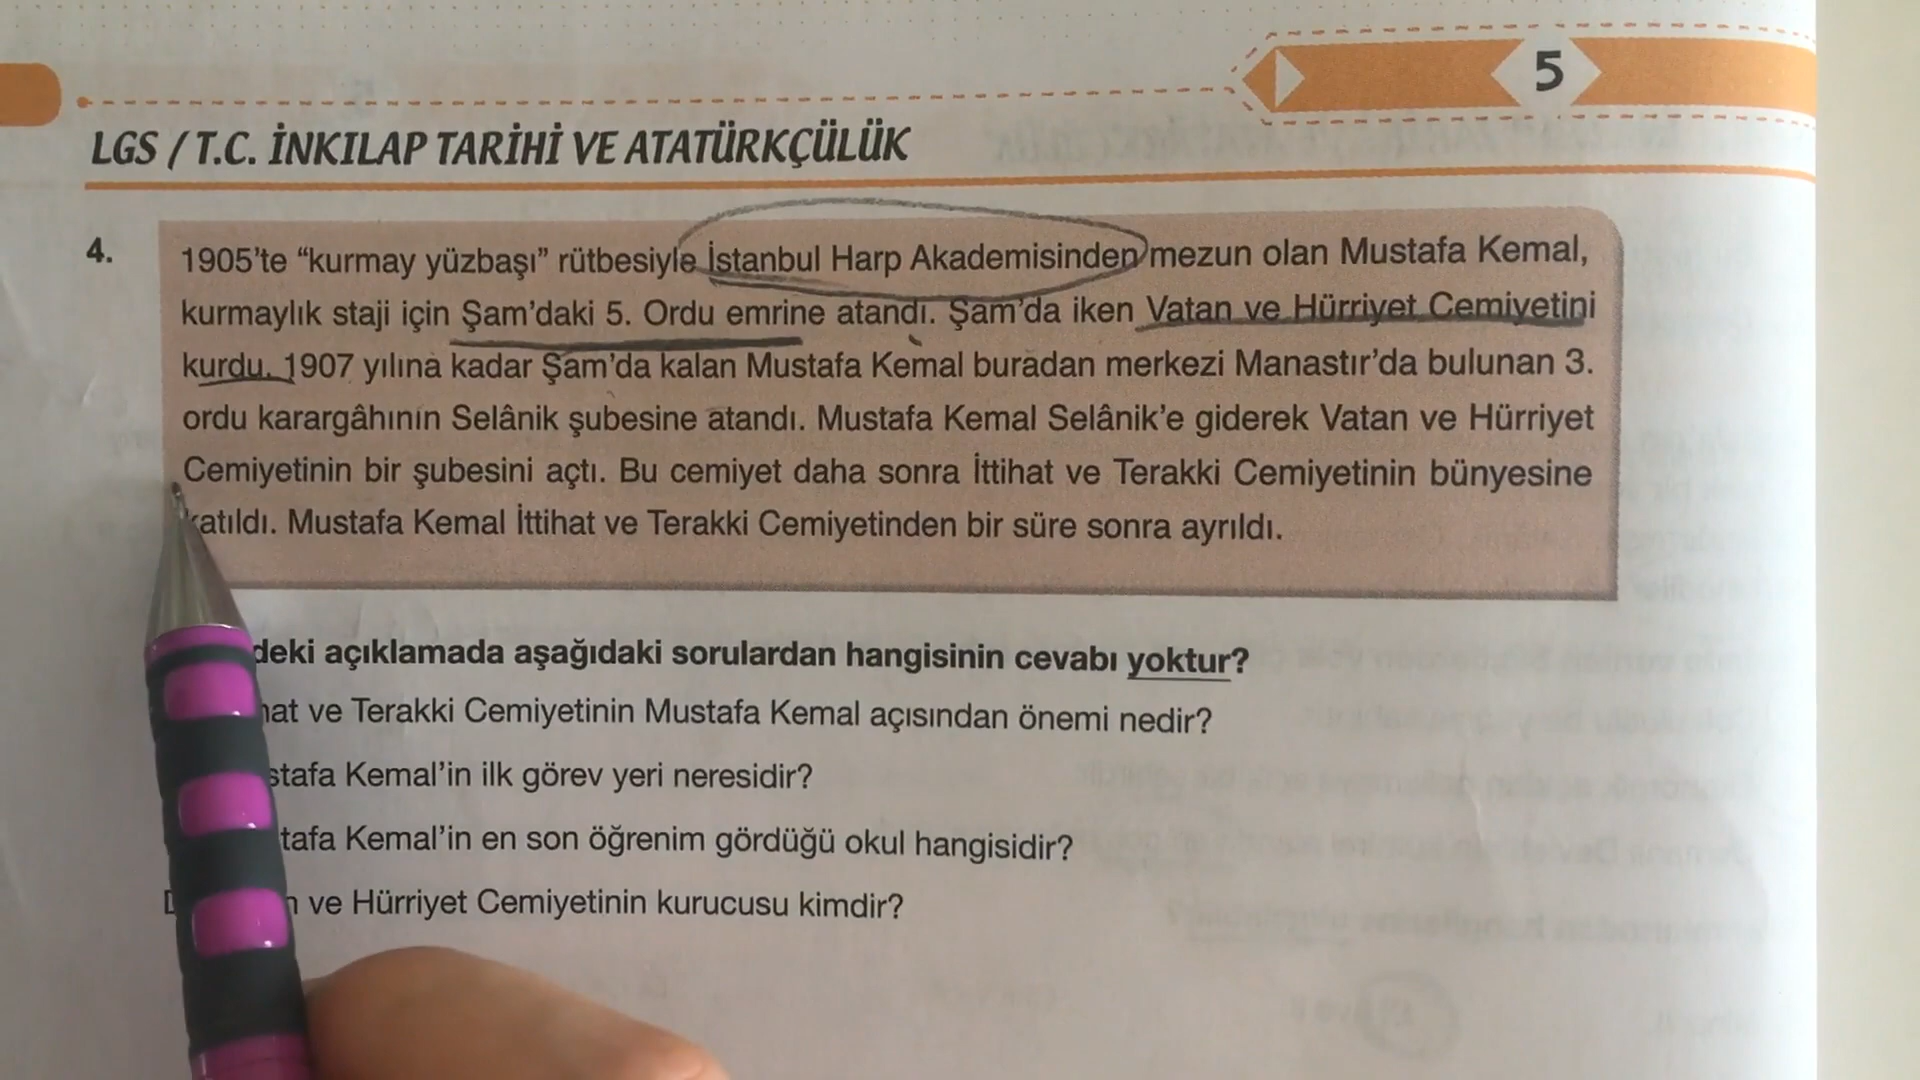 5
LGS / T.C. İNKILAP TARİHİ VE ATATÜRKÇÜLÜK
4.
1905’te “kurmay yüzbaşı” rütbesiyle İstanbul Harp Akademisinden mezun olan Mustafa Kemal,
kurmaylık staji için Şam’daki 5. Ordu emrine atandı. Şam’da iken Vatan ve Hürriyet Cemiyetini
kurdu. 1907 yılına kadar Şam’da kalan Mustafa Kemal buradan merkezi Manastır’da bulunan 3.
ordu karargâhının Selânik şubesine atandı. Mustafa Kemal Selânik’e giderek Vatan ve Hürriyet
Cemiyetinin bir şubesini açtı. Bu cemiyet daha sonra İttihat ve Terakki Cemiyetinin bünyesine
katıldı. Mustafa Kemal İttihat ve Terakki Cemiyetinden bir süre sonra ayrıldı.
deki açıklamada aşağıdaki sorulardan hangisinin cevabı yoktur?
hat ve Terakki Cemiyetinin Mustafa Kemal açısından önemi nedir?
stafa Kemal’in ilk görev yeri neresidir?
tafa Kemal’in en son öğrenim gördüğü okul hangisidir?
n ve Hürriyet Cemiyetinin kurucusu kimdir?